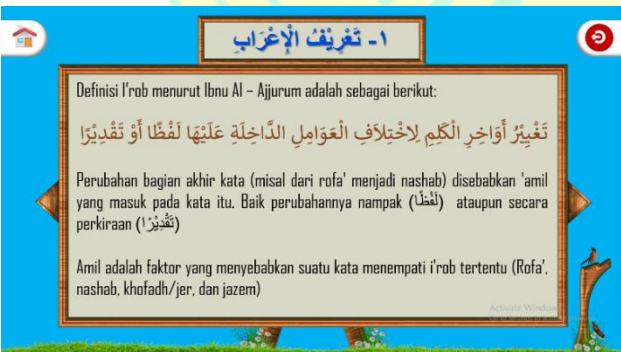 ١- تَعْرِيْفُ الْإِعْرَابِ
Definisi I'rob menurut Ibnu Al – Ajjurum adalah sebagai berikut:
تَغْيِيْرُ أَوَاخِرِ الْكَلِمِ لِاخْتِلَافِ الْعَوَامِلِ الدَّاخِلَةِ عَلَيْهَا لَفْظًا أَوْ تَقْدِيْرًا
Perubahan bagian akhir kata (misal dari rofa' menjadi nashab) disebabkan 'amil
yang masuk pada kata itu. Baik perubahannya nampak (لَفْظًا) ataupun secara
perkiraan (تَقْدِيْرًا)
Amil adalah faktor yang menyebabkan suatu kata menempati i'rob tertentu (Rofa',
nashab, khofadh/jer, dan jazem)
Activate Window